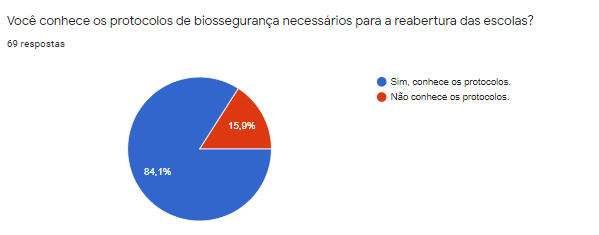 Você conhece os protocolos de biossegurança necessários para a reabertura das escolas?
69 respostas
Sim, conhece os protocolos.
Não conhece os protocolos.
15,9%
84,1%